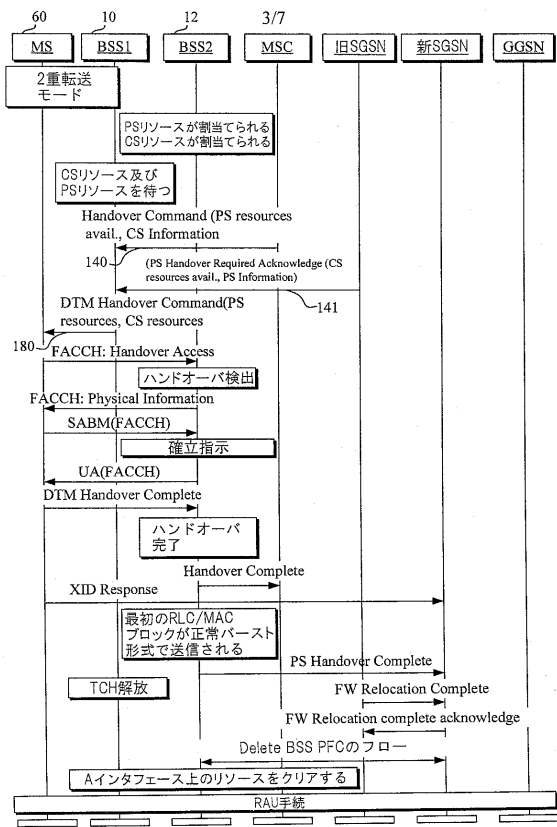 60 10 12 3/7
MS BSS1 BSS2 MSC 旧SGSN 新SGSN GGSN
2重転送
モード
PSリソースが割当てられる
CSリソースが割当てられる
CSリソース及び
PSリソースを待つ
Handover Command (PS resources
avail., CS Information
140
(PS Handover Required Acknowledge (CS
resources avail., PS Information)
141
DTM Handover Command(PS
resources, CS resources
180
FACCH: Handover Access
ハンドオーバ検出
FACCH: Physical Information
SABM(FACCH)
確立指示
UA(FACCH)
DTM Handover Complete
ハンドオーバ
完了
Handover Complete
XID Response
最初のRLC/MAC
ブロックが正常バースト
形式で送信される
PS Handover Complete
TCH解放
FW Relocation Complete
FW Relocation complete acknowledge
Delete BSS PFCのフロー
Aインタフェース上のリソースをクリアする
RAU手続